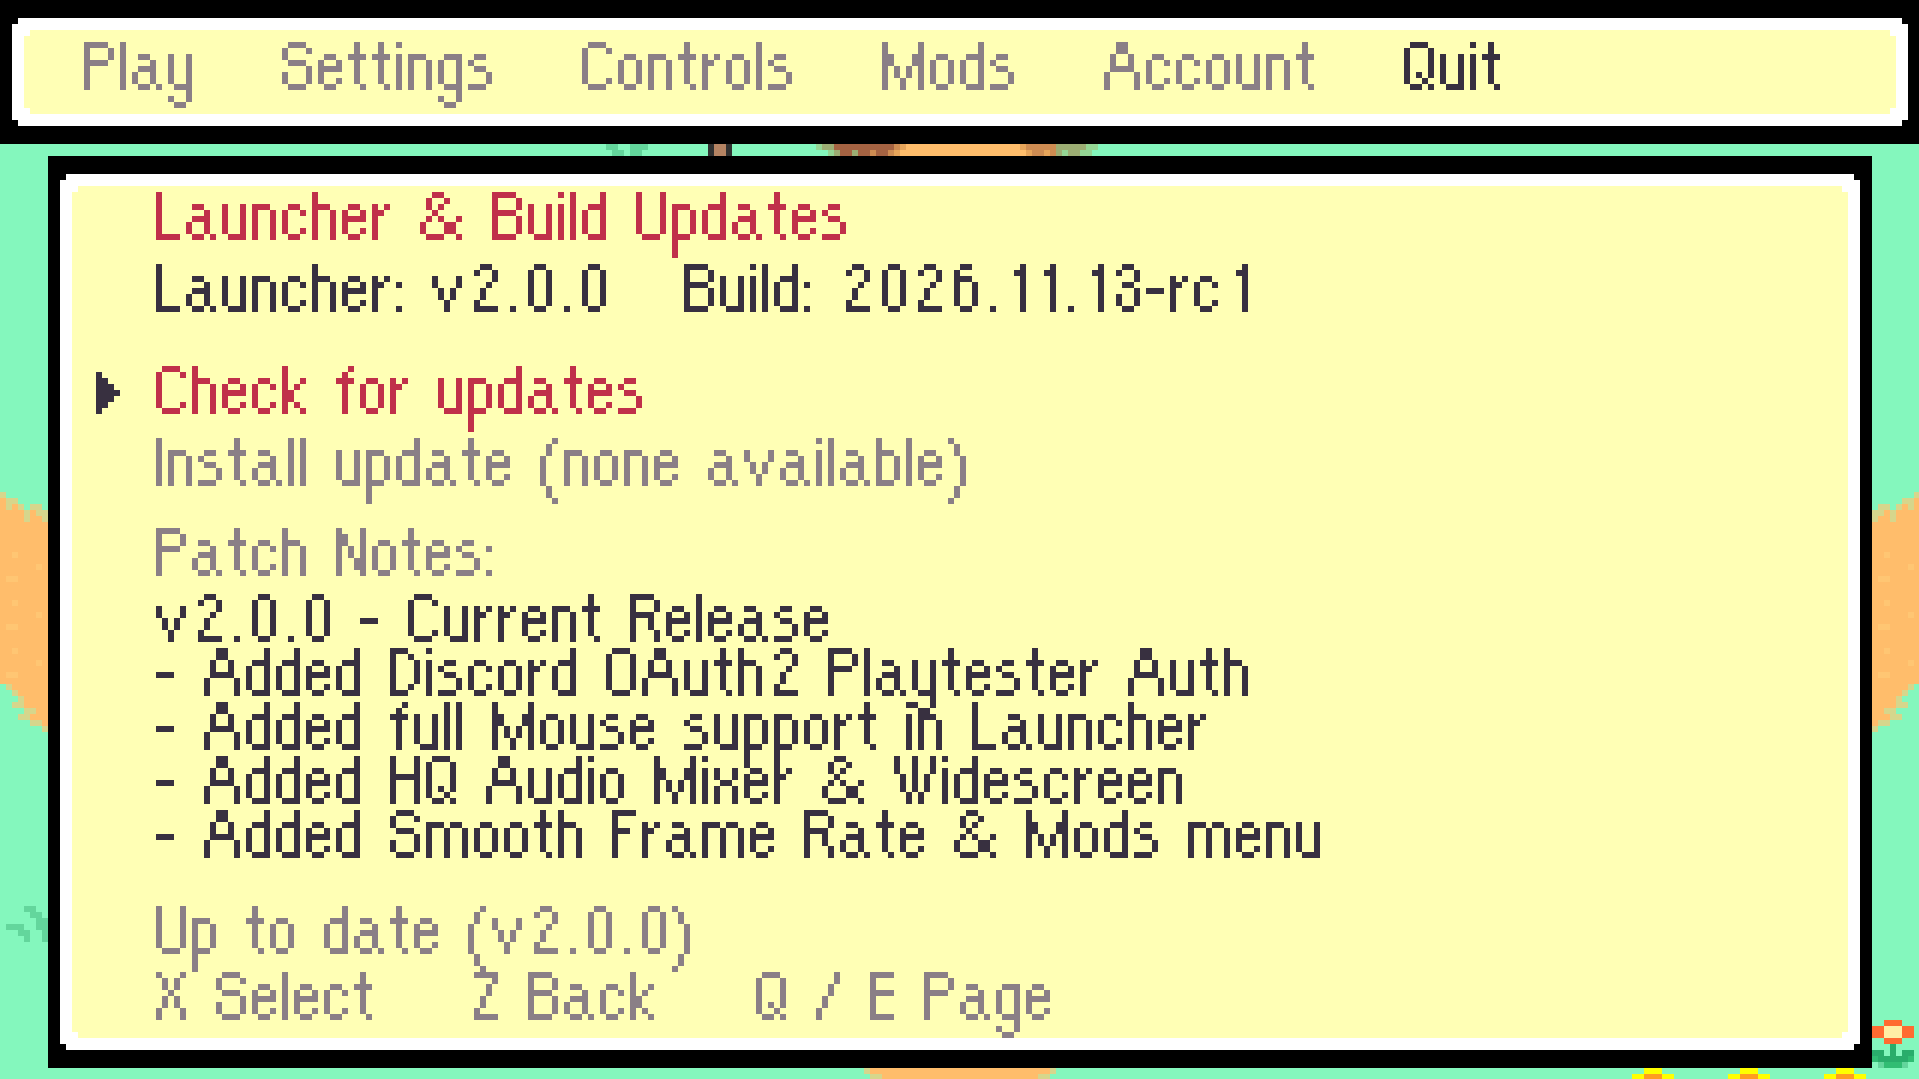 Play Settings Controls Mods Account Quit
Launcher & Build Updates
Launcher: v2.0.0 Build: 2026.11.13-rc1
Check for updates
Install update (none available)
Patch Notes:
v2.0.0 - Current Release
- Added Discord OAuth2 Playtester Auth
- Added full Mouse support in Launcher
- Added HQ Audio Mixer & Widescreen
- Added Smooth Frame Rate & Mods menu
Up to date (v2.0.0)
X Select Z Back Q / E Page